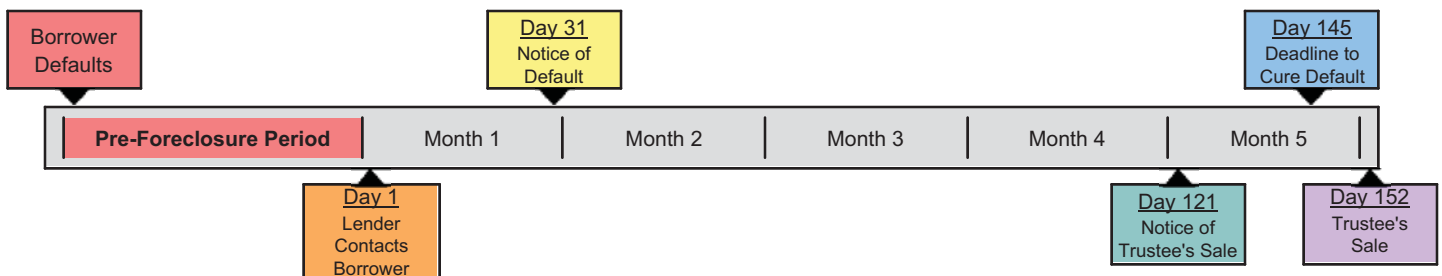 Borrower
Defaults
Day 31
Notice of
Default
Day 145
Deadline to
Cure Default
Pre-Foreclosure Period
Month 1
Month 2
Month 3
Month 4
Month 5
Day 1
Lender
Contacts
Borrower
Day 121
Notice of
Trustee's Sale
Day 152
Trustee's
Sale